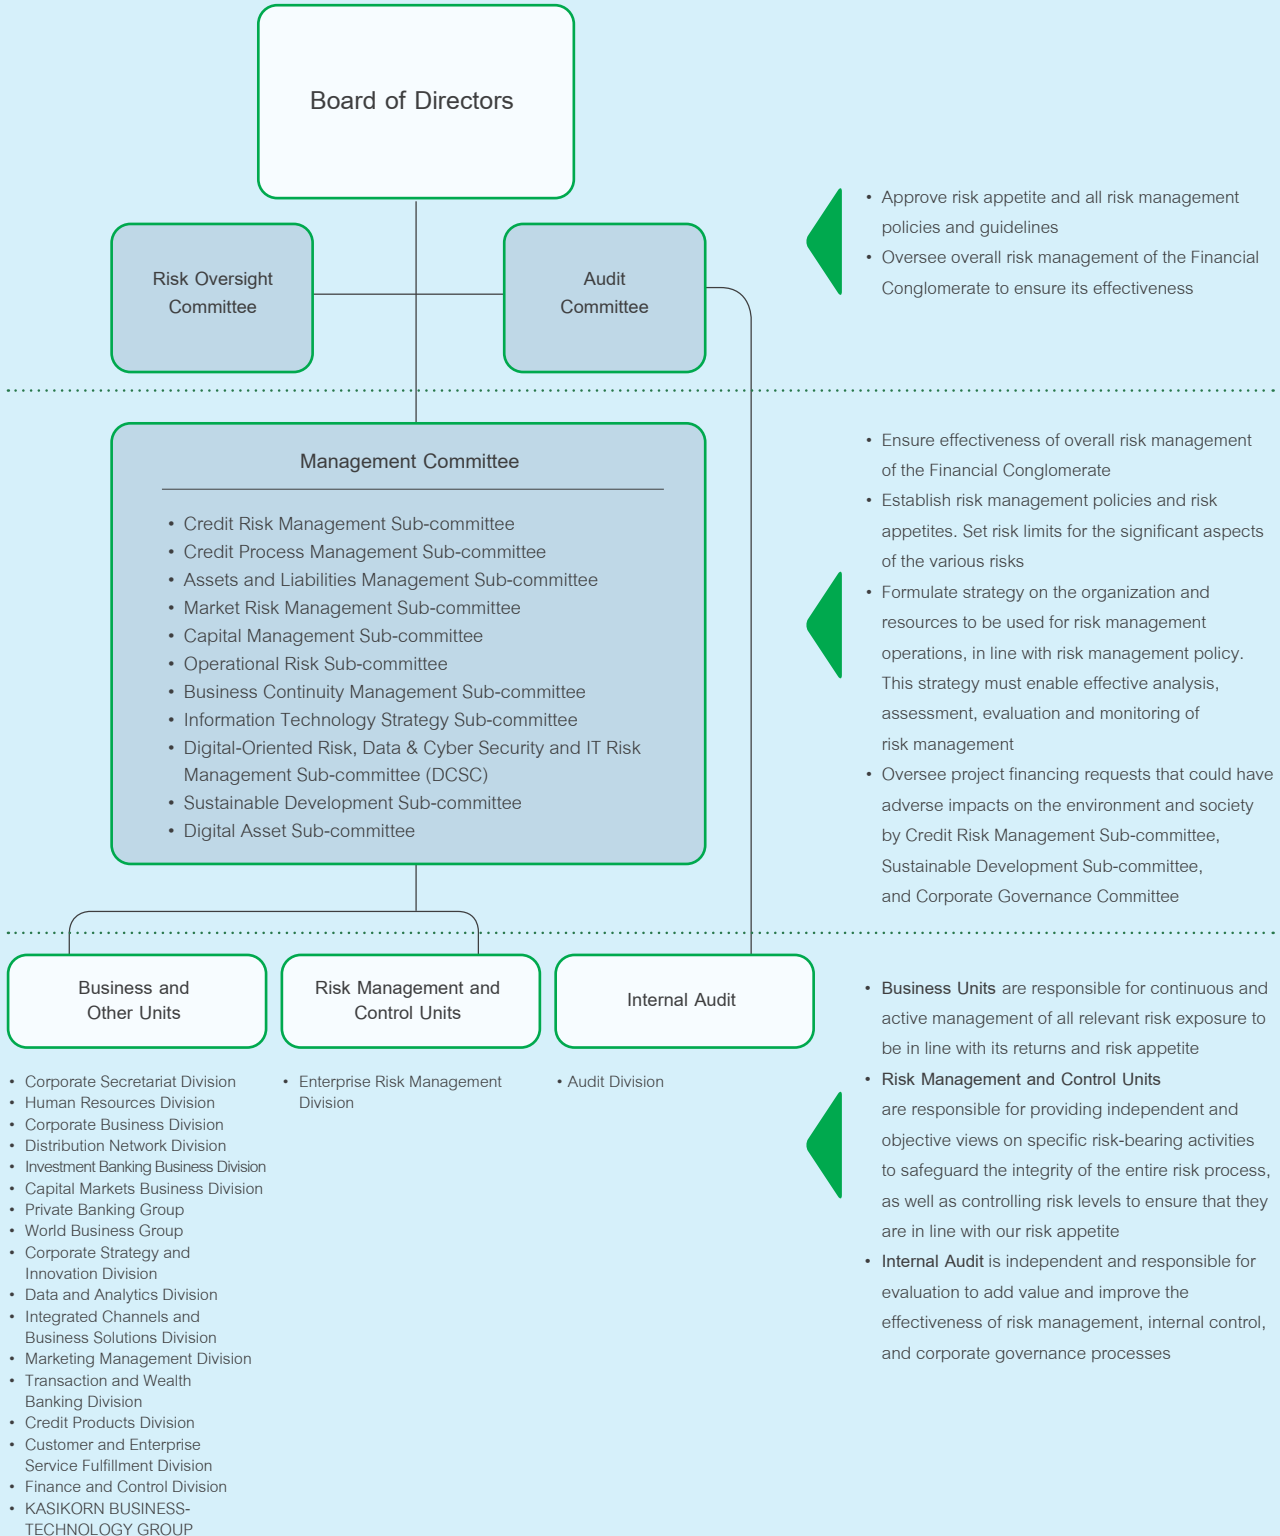 Board of Directors
Risk Oversight
Committee
Audit
Committee
• Approve risk appetite and all risk management
policies and guidelines
• Oversee overall risk management of the Financial
Conglomerate to ensure its effectiveness
Management Committee
• Credit Risk Management Sub-committee
• Credit Process Management Sub-committee
• Assets and Liabilities Management Sub-committee
• Market Risk Management Sub-committee
• Capital Management Sub-committee
• Operational Risk Sub-committee
• Business Continuity Management Sub-committee
• Information Technology Strategy Sub-committee
• Digital-Oriented Risk, Data & Cyber Security and IT Risk
Management Sub-committee (DCSC)
• Sustainable Development Sub-committee
• Digital Asset Sub-committee
• Ensure effectiveness of overall risk management
of the Financial Conglomerate
• Establish risk management policies and risk
appetites. Set risk limits for the significant aspects
of the various risks
• Formulate strategy on the organization and
resources to be used for risk management
operations, in line with risk management policy.
This strategy must enable effective analysis,
assessment, evaluation and monitoring of
risk management
• Oversee project financing requests that could have
adverse impacts on the environment and society
by Credit Risk Management Sub-committee,
Sustainable Development Sub-committee,
and Corporate Governance Committee
Business and
Other Units
• Corporate Secretariat Division
• Human Resources Division
• Corporate Business Division
• Distribution Network Division
• Investment Banking Business Division
• Capital Markets Business Division
• Private Banking Group
• World Business Group
• Corporate Strategy and
Innovation Division
• Data and Analytics Division
• Integrated Channels and
Business Solutions Division
• Marketing Management Division
• Transaction and Wealth
Banking Division
• Credit Products Division
• Customer and Enterprise
Service Fulfillment Division
• Finance and Control Division
• KASIKORN BUSINESS-
TECHNOLOGY GROUP
Risk Management and
Control Units
• Enterprise Risk Management
Division
Internal Audit
• Audit Division
• Business Units are responsible for continuous and
active management of all relevant risk exposure to
be in line with its returns and risk appetite
• Risk Management and Control Units
are responsible for providing independent and
objective views on specific risk-bearing activities
to safeguard the integrity of the entire risk process,
as well as controlling risk levels to ensure that they
are in line with our risk appetite
• Internal Audit is independent and responsible for
evaluation to add value and improve the
effectiveness of risk management, internal control,
and corporate governance processes